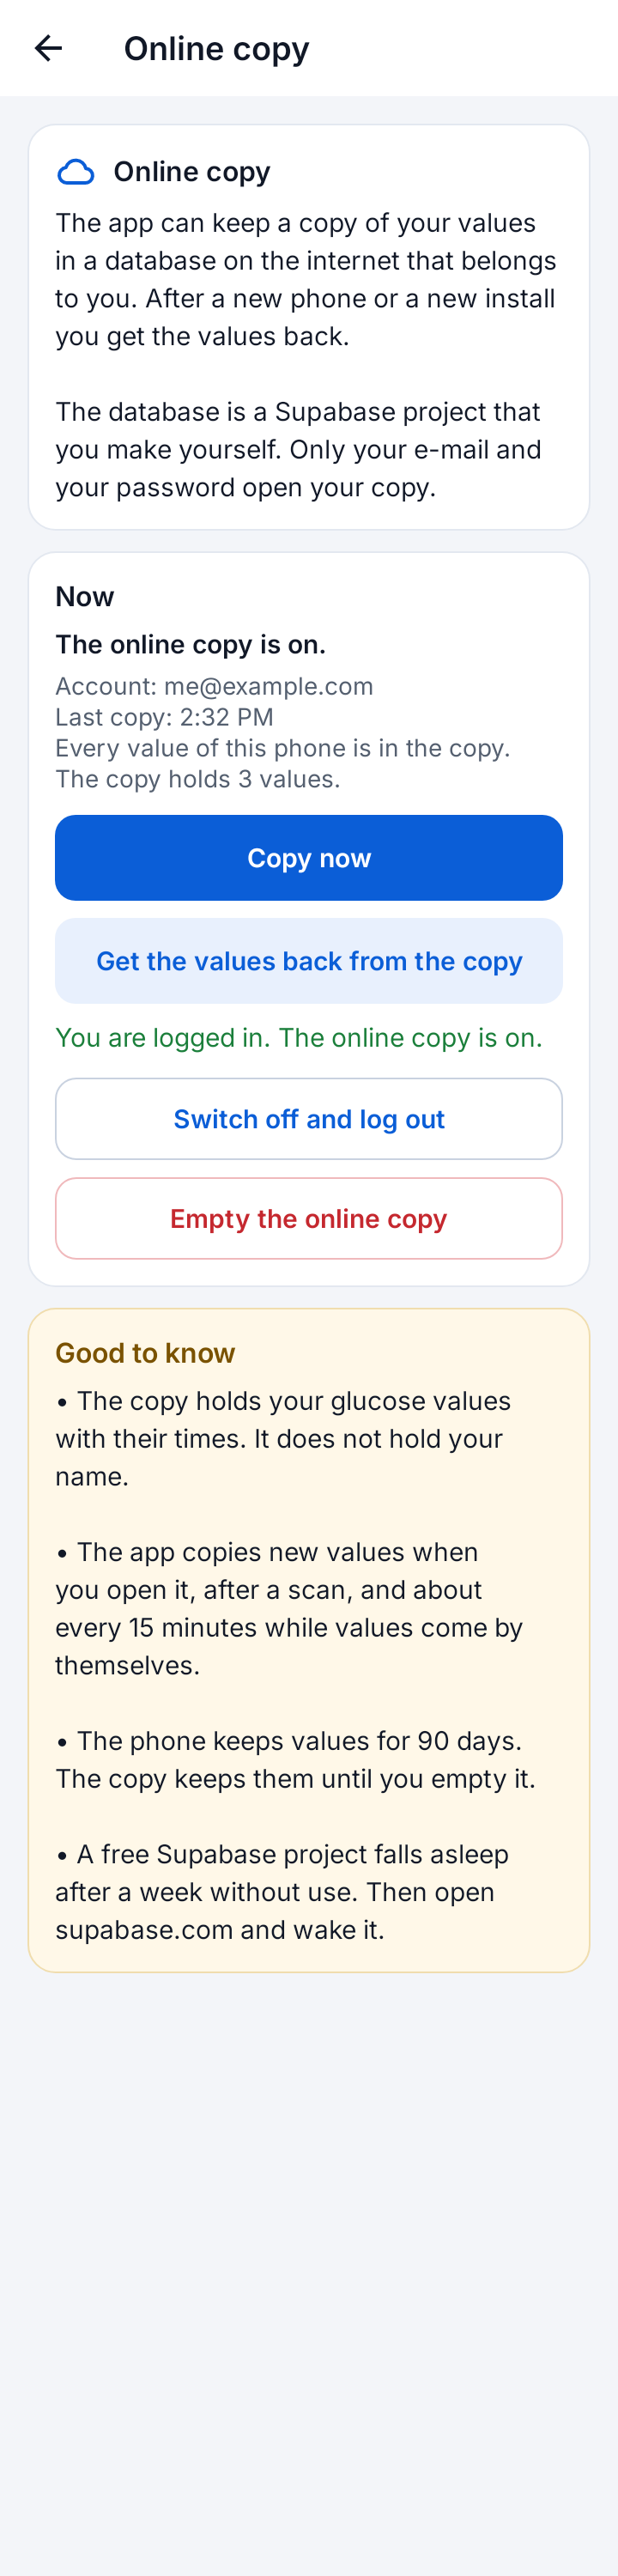 Online copy
Online copy
The app can keep a copy of your values
in a database on the internet that belongs
to you. After a new phone or a new install
you get the values back.
The database is a Supabase project that
you make yourself. Only your e-mail and
your password open your copy.
Now
The online copy is on.
Account: me@example.com
Last copy: 2:32 PM
Every value of this phone is in the copy.
The copy holds 3 values.
Copy now
Get the values back from the copy
You are logged in. The online copy is on.
Switch off and log out
Empty the online copy
Good to know
• The copy holds your glucose values
with their times. It does not hold your
name.
• The app copies new values when
you open it, after a scan, and about
every 15 minutes while values come by
themselves.
• The phone keeps values for 90 days.
The copy keeps them until you empty it.
• A free Supabase project falls asleep
after a week without use. Then open
supabase.com and wake it.